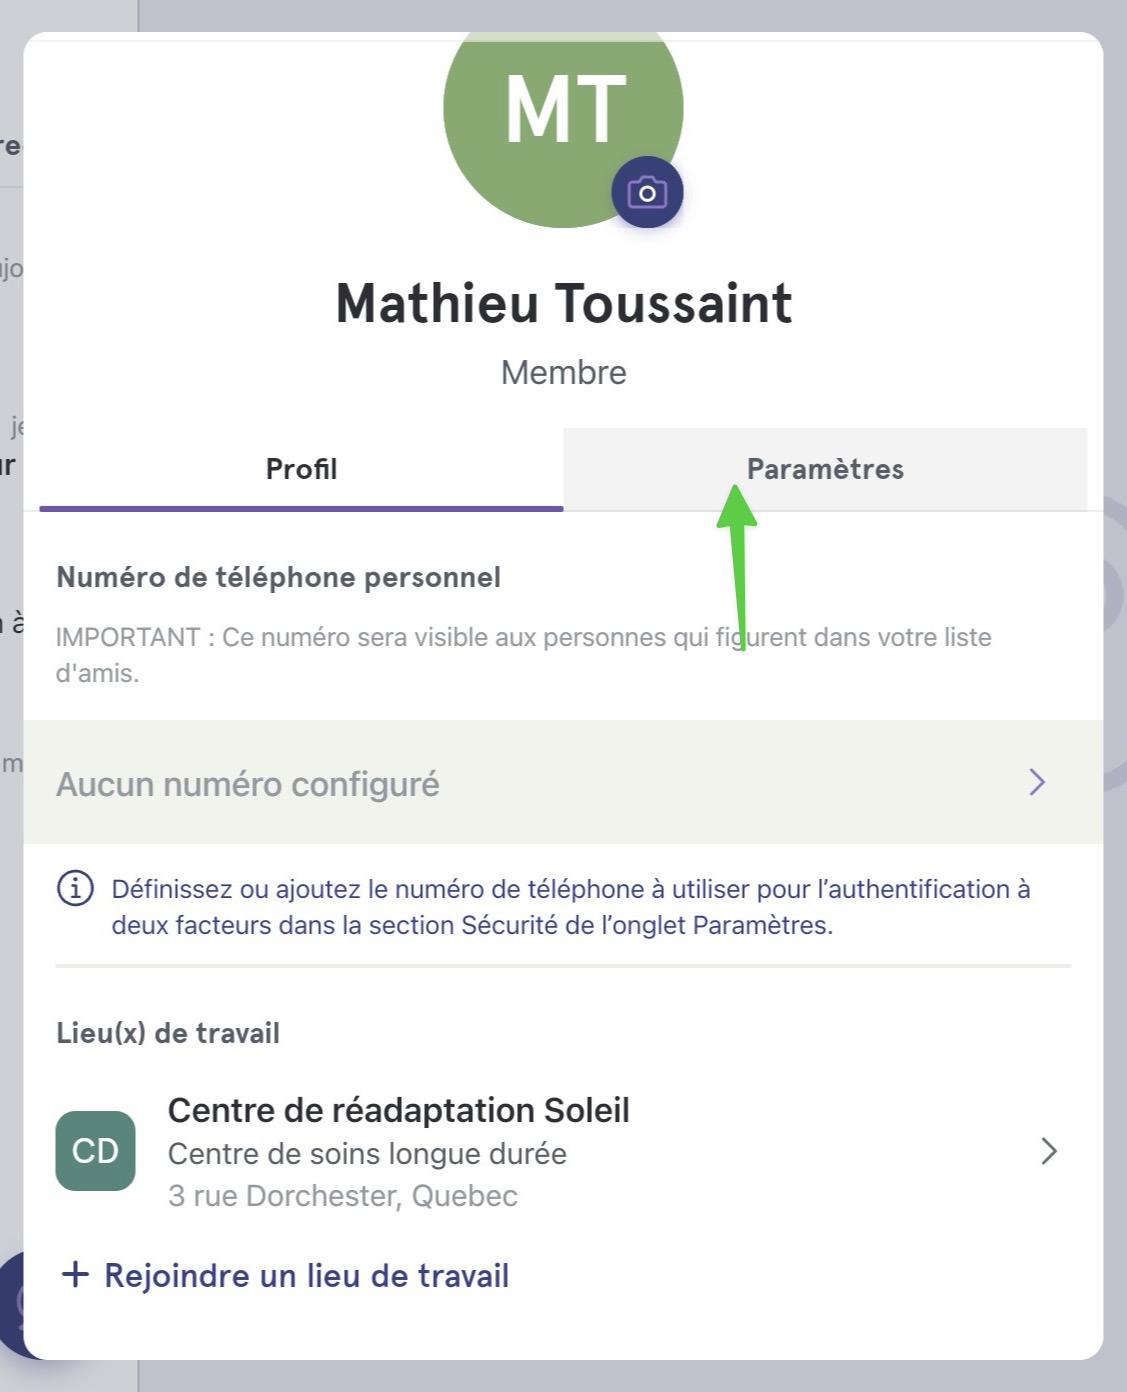 MT
Mathieu Toussaint
Membre
Profil
Paramètres
Numéro de téléphone personnel
IMPORTANT : Ce numéro sera visible aux personnes qui figurent dans votre liste
d'amis.
Aucun numéro configuré
Définissez ou ajoutez le numéro de téléphone à utiliser pour l’authentification à
deux facteurs dans la section Sécurité de l’onglet Paramètres.
Lieu(x) de travail
CD
Centre de réadaptation Soleil
Centre de soins longue durée
3 rue Dorchester, Quebec
+ Rejoindre un lieu de travail